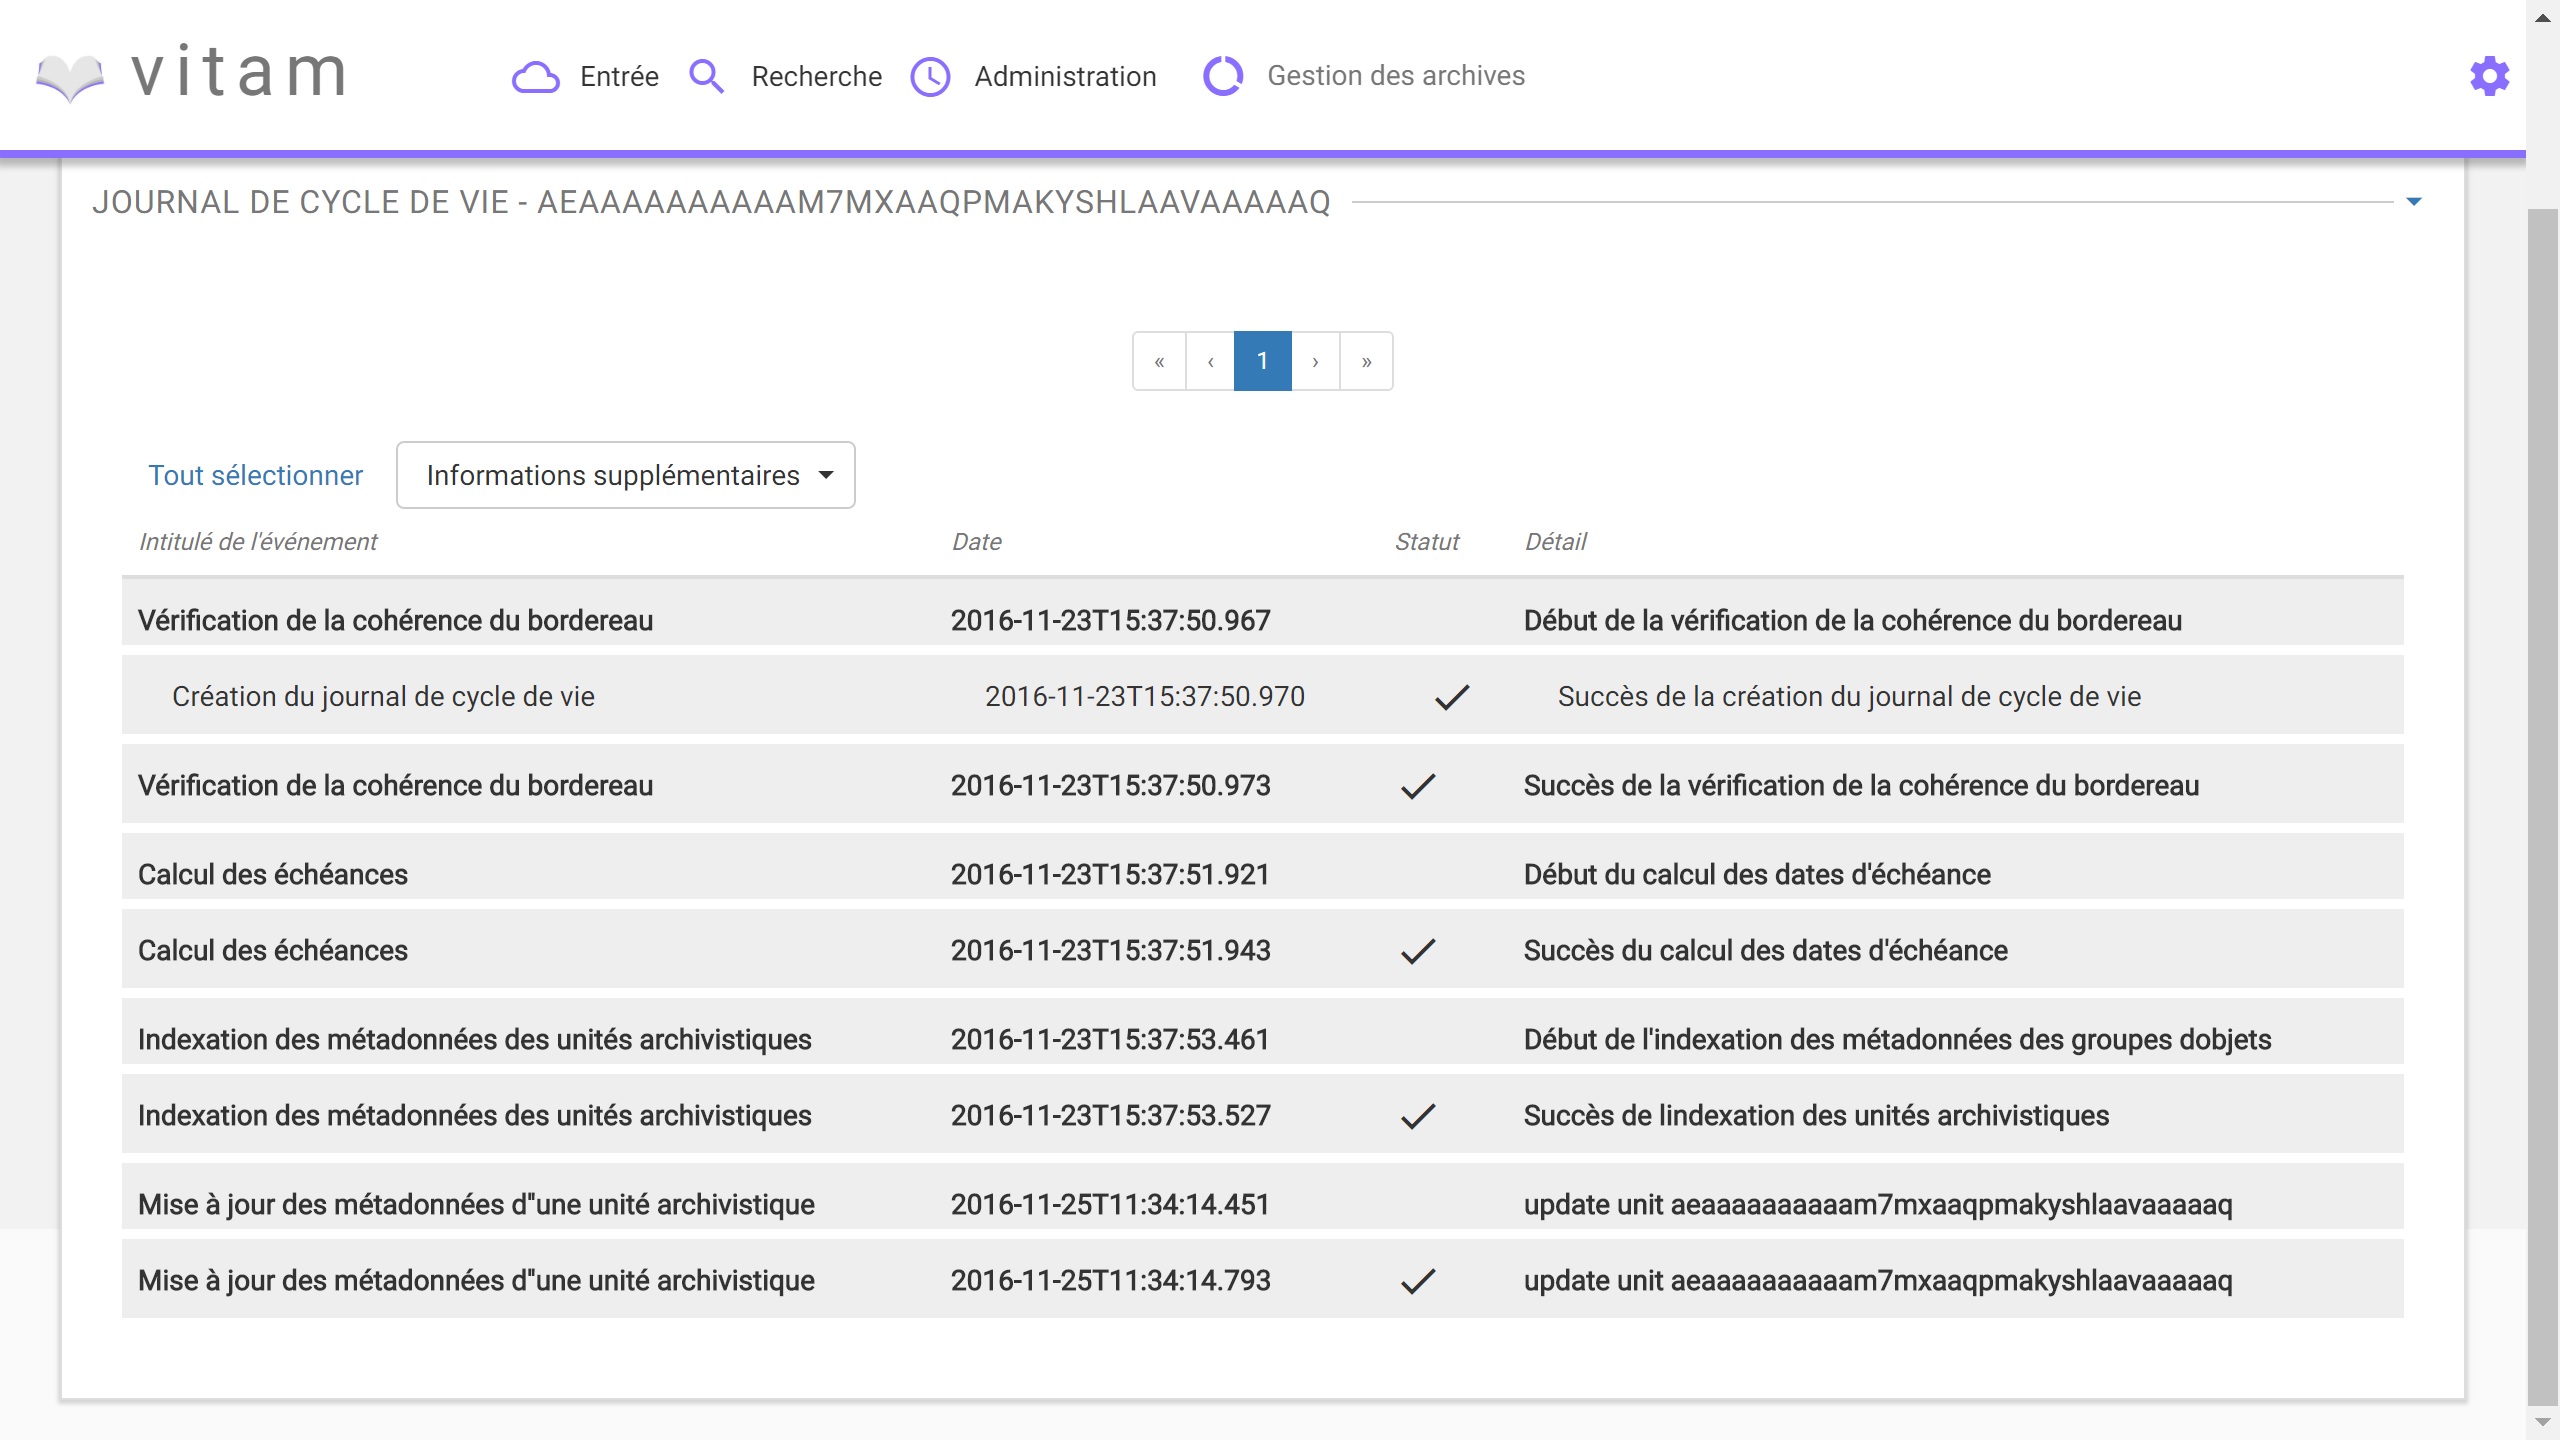 vitam Entrée Recherche Administration Gestion des archives
JOURNAL DE CYCLE DE VIE - AEAAAAAAAAAAM7MXAAQPMAKYSHLAAVAAAAAQ
« ‹ 1 › »
Tout sélectionner Informations supplémentaires
Intitulé de l'événement Date Statut Détail
Vérification de la cohérence du bordereau 2016-11-23T15:37:50.967 Début de la vérification de la cohérence du bordereau
Création du journal de cycle de vie 2016-11-23T15:37:50.970 Succès de la création du journal de cycle de vie
Vérification de la cohérence du bordereau 2016-11-23T15:37:50.973 Succès de la vérification de la cohérence du bordereau
Calcul des échéances 2016-11-23T15:37:51.921 Début du calcul des dates d'échéance
Calcul des échéances 2016-11-23T15:37:51.943 Succès du calcul des dates d'échéance
Indexation des métadonnées des unités archivistiques 2016-11-23T15:37:53.461 Début de l'indexation des métadonnées des groupes dobjets
Indexation des métadonnées des unités archivistiques 2016-11-23T15:37:53.527 Succès de lindexation des unités archivistiques
Mise à jour des métadonnées d''une unité archivistique 2016-11-25T11:34:14.451 update unit aeaaaaaaaaaam7mxaaqpmakyshlaavaaaaaq
Mise à jour des métadonnées d''une unité archivistique 2016-11-25T11:34:14.793 update unit aeaaaaaaaaaam7mxaaqpmakyshlaavaaaaaq